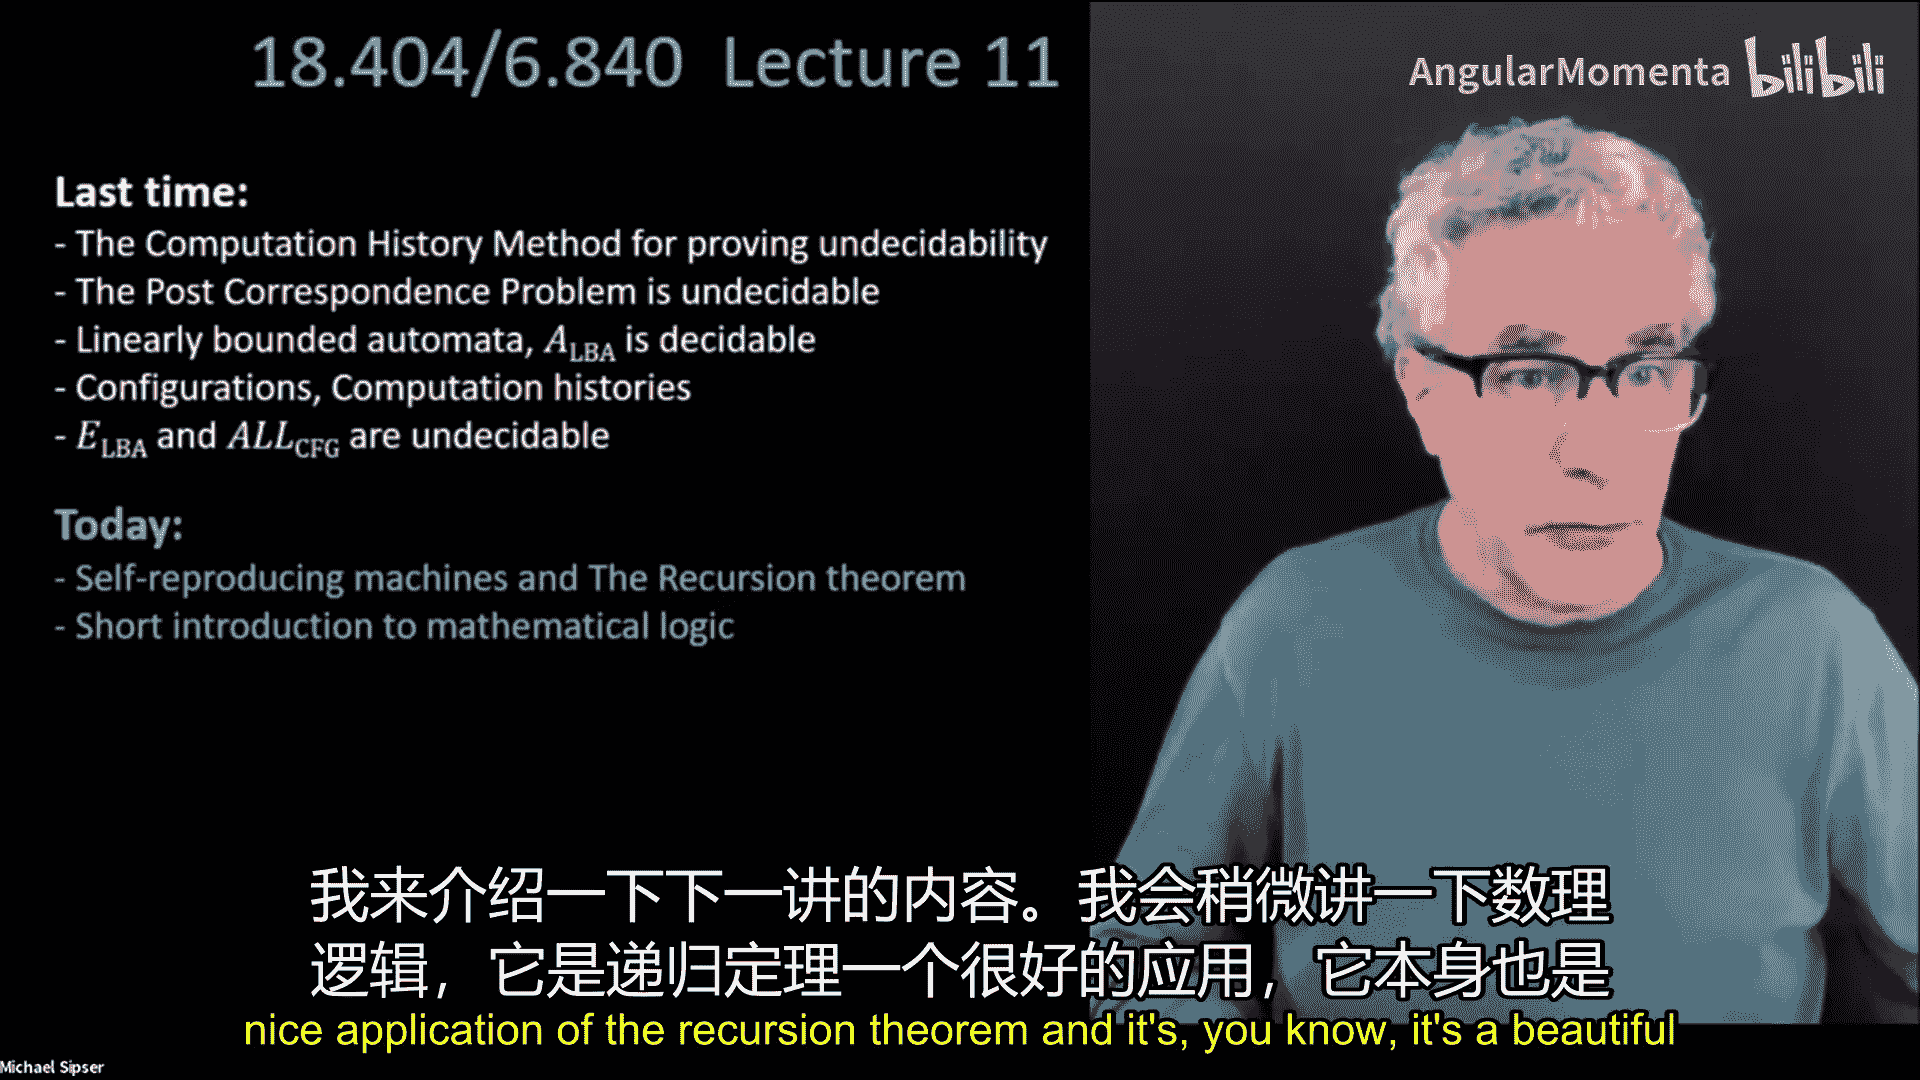 18.404/6.840 Lecture 11
AngularMomenta bilibili
Last time:
- The Computation History Method for proving undecidability
- The Post Correspondence Problem is undecidable
- Linearly bounded automata, A_LBA is decidable
- Configurations, Computation histories
- E_LBA and ALL_CFG are undecidable
Today:
- Self-reproducing machines and The Recursion theorem
- Short introduction to mathematical logic
我来介绍一下下一讲的内容。我会稍微讲一下数理
逻辑，它是递归定理一个很好的应用，它本身也是
nice application of the recursion theorem and it's, you know, it's a beautiful
Michael Sipser